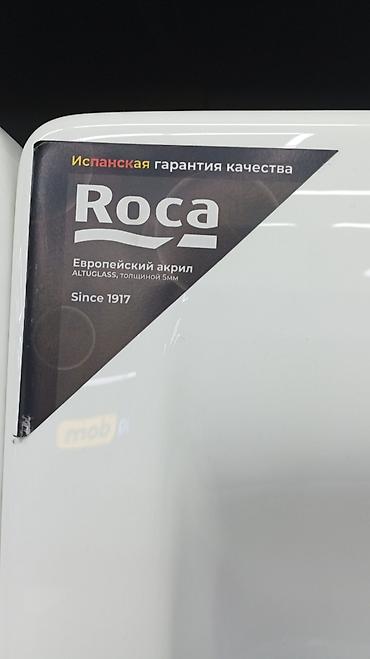 Испанская гарантия качества
Roca
Европейский акрил
ALTUGLASS, толщиной 5мм
Since 1917